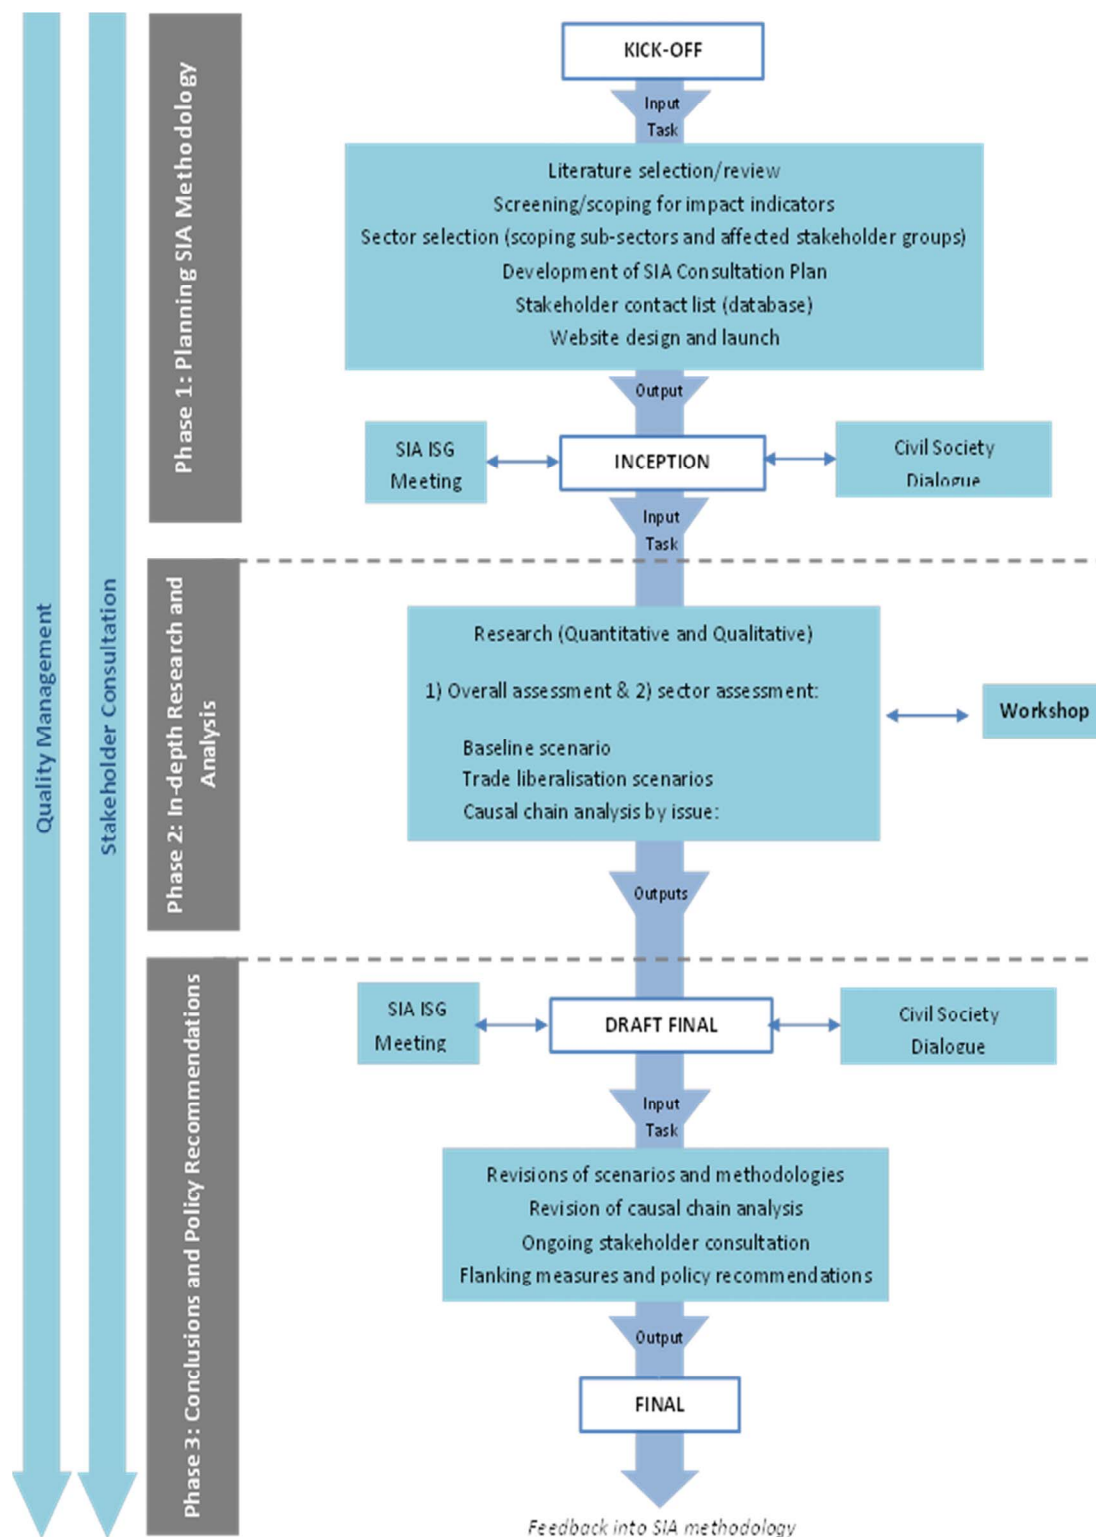 KICK-OFF
Input
Task
Literature selection/review
Screening/scoping for impact indicators
Sector selection (scoping sub-sectors and affected stakeholder groups)
Development of SIA Consultation Plan
Stakeholder contact list (database)
Website design and launch
Output
SIA ISG
Meeting
INCEPTION
Civil Society
Dialogue
Input
Task
Phase 1: Planning SIA Methodology
Quality Management
Stakeholder Consultation
Phase 2: In-depth Research and
Analysis
Research (Quantitative and Qualitative)
1) Overall assessment & 2) sector assessment:
Baseline scenario
Trade liberalisation scenarios
Causal chain analysis by issue:
Workshop
Outputs
Phase 3: Conclusions and Policy Recommendations
SIA ISG
Meeting
DRAFT FINAL
Civil Society
Dialogue
Input
Task
Revisions of scenarios and methodologies
Revision of causal chain analysis
Ongoing stakeholder consultation
Flanking measures and policy recommendations
Output
FINAL
Feedback into SIA methodology